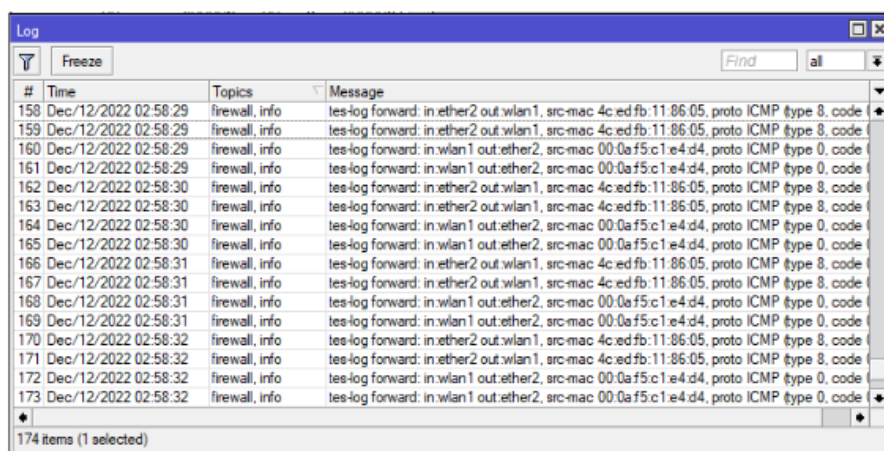 Log
Freeze Find all
# Time Topics Message
158 Dec/12/2022 02:58:29 firewall, info tes-log forward: in:ether2 out:wlan1, src-mac 4c:ed:fb:11:86:05, proto ICMP (type 8, code
159 Dec/12/2022 02:58:29 firewall, info tes-log forward: in:ether2 out:wlan1, src-mac 4c:ed:fb:11:86:05, proto ICMP (type 8, code
160 Dec/12/2022 02:58:29 firewall, info tes-log forward: in:wlan1 out:ether2, src-mac 00:0a:f5:c1:e4:d4, proto ICMP (type 0, code
161 Dec/12/2022 02:58:29 firewall, info tes-log forward: in:wlan1 out:ether2, src-mac 00:0a:f5:c1:e4:d4, proto ICMP (type 0, code
162 Dec/12/2022 02:58:30 firewall, info tes-log forward: in:ether2 out:wlan1, src-mac 4c:ed:fb:11:86:05, proto ICMP (type 8, code
163 Dec/12/2022 02:58:30 firewall, info tes-log forward: in:ether2 out:wlan1, src-mac 4c:ed:fb:11:86:05, proto ICMP (type 8, code
164 Dec/12/2022 02:58:30 firewall, info tes-log forward: in:wlan1 out:ether2, src-mac 00:0a:f5:c1:e4:d4, proto ICMP (type 0, code
165 Dec/12/2022 02:58:30 firewall, info tes-log forward: in:wlan1 out:ether2, src-mac 00:0a:f5:c1:e4:d4, proto ICMP (type 0, code
166 Dec/12/2022 02:58:31 firewall, info tes-log forward: in:ether2 out:wlan1, src-mac 4c:ed:fb:11:86:05, proto ICMP (type 8, code
167 Dec/12/2022 02:58:31 firewall, info tes-log forward: in:ether2 out:wlan1, src-mac 4c:ed:fb:11:86:05, proto ICMP (type 8, code
168 Dec/12/2022 02:58:31 firewall, info tes-log forward: in:wlan1 out:ether2, src-mac 00:0a:f5:c1:e4:d4, proto ICMP (type 0, code
169 Dec/12/2022 02:58:31 firewall, info tes-log forward: in:wlan1 out:ether2, src-mac 00:0a:f5:c1:e4:d4, proto ICMP (type 0, code
170 Dec/12/2022 02:58:32 firewall, info tes-log forward: in:ether2 out:wlan1, src-mac 4c:ed:fb:11:86:05, proto ICMP (type 8, code
171 Dec/12/2022 02:58:32 firewall, info tes-log forward: in:ether2 out:wlan1, src-mac 4c:ed:fb:11:86:05, proto ICMP (type 8, code
172 Dec/12/2022 02:58:32 firewall, info tes-log forward: in:wlan1 out:ether2, src-mac 00:0a:f5:c1:e4:d4, proto ICMP (type 0, code
173 Dec/12/2022 02:58:32 firewall, info tes-log forward: in:wlan1 out:ether2, src-mac 00:0a:f5:c1:e4:d4, proto ICMP (type 0, code
174 items (1 selected)